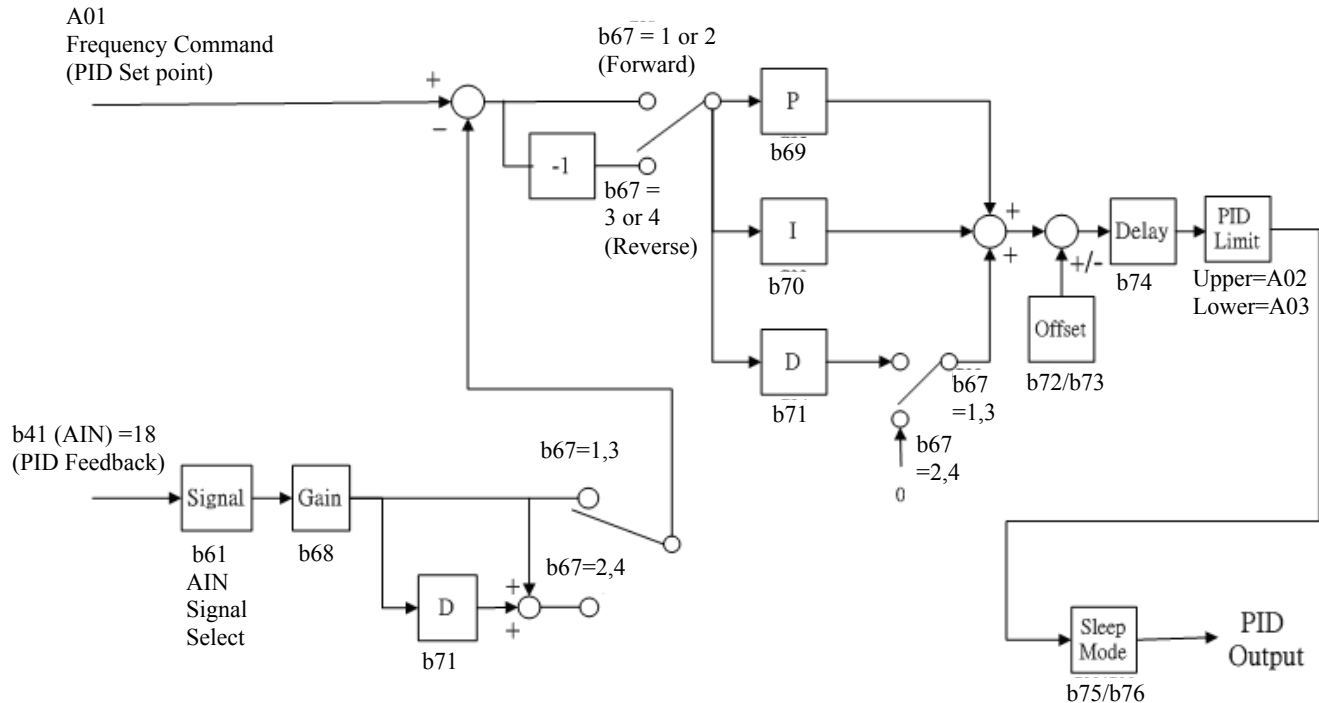 A01
Frequency Command
(PID Set point)
+
−
-1
b67 = 1 or 2
(Forward)
b67 =
3 or 4
(Reverse)
P
b69
I
b70
D
b71
b67
=1,3
b67
=2,4
0
+
+
+/-
Offset
b72/b73
Delay
b74
PID
Limit
Upper=A02
Lower=A03
b41 (AIN) =18
(PID Feedback)
Signal
b61
AIN
Signal
Select
Gain
b68
D
b71
+
+
b67=1,3
b67=2,4
Sleep
Mode
b75/b76
PID
Output